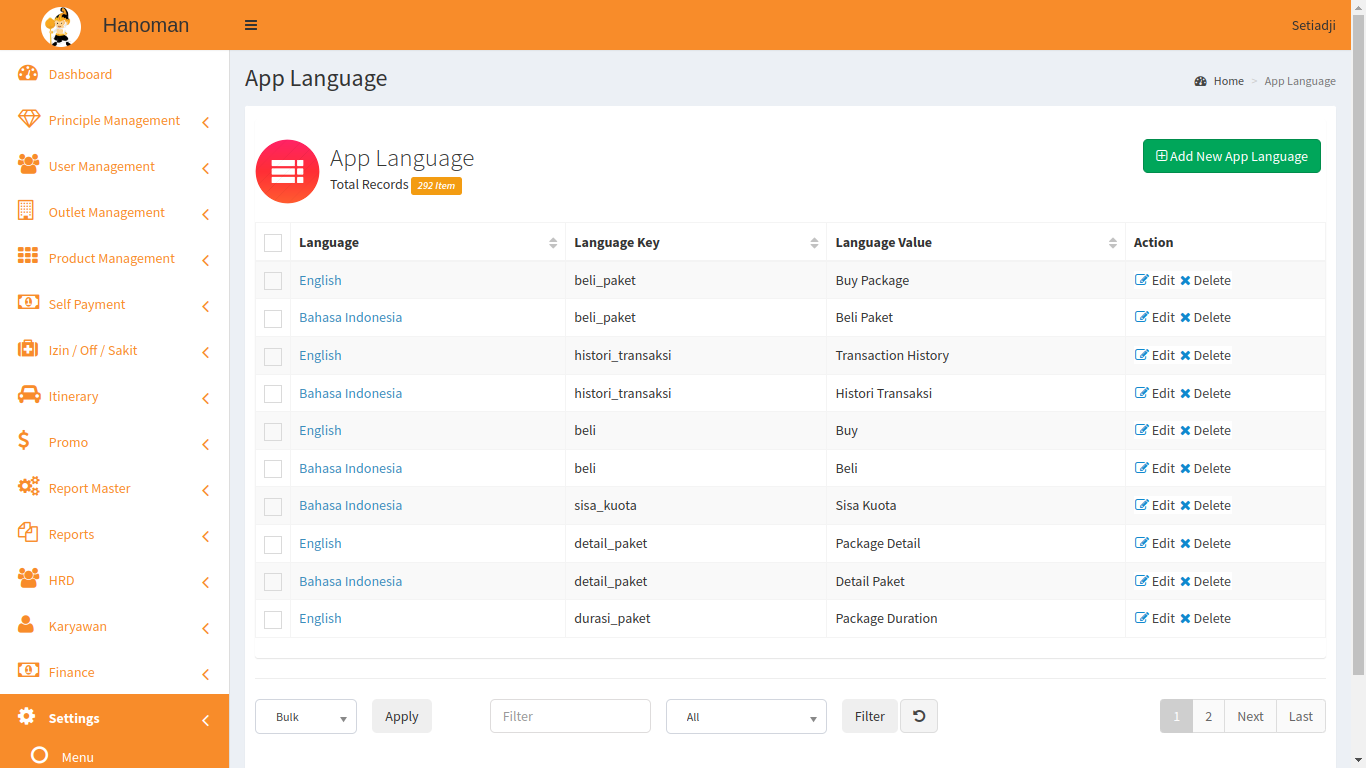 Hanoman
Setiadji
Dashboard
Principle Management
User Management
Outlet Management
Product Management
Self Payment
Izin / Off / Sakit
Itinerary
Promo
Report Master
Reports
HRD
Karyawan
Finance
Settings
Menu
App Language
Home > App Language
App Language
Total Records 292 Item
Add New App Language
Language Language Key Language Value Action
English beli_paket Buy Package Edit Delete
Bahasa Indonesia beli_paket Beli Paket Edit Delete
English histori_transaksi Transaction History Edit Delete
Bahasa Indonesia histori_transaksi Histori Transaksi Edit Delete
English beli Buy Edit Delete
Bahasa Indonesia beli Beli Edit Delete
Bahasa Indonesia sisa_kuota Sisa Kuota Edit Delete
English detail_paket Package Detail Edit Delete
Bahasa Indonesia detail_paket Detail Paket Edit Delete
English durasi_paket Package Duration Edit Delete
Bulk Apply Filter All Filter 1 2 Next Last